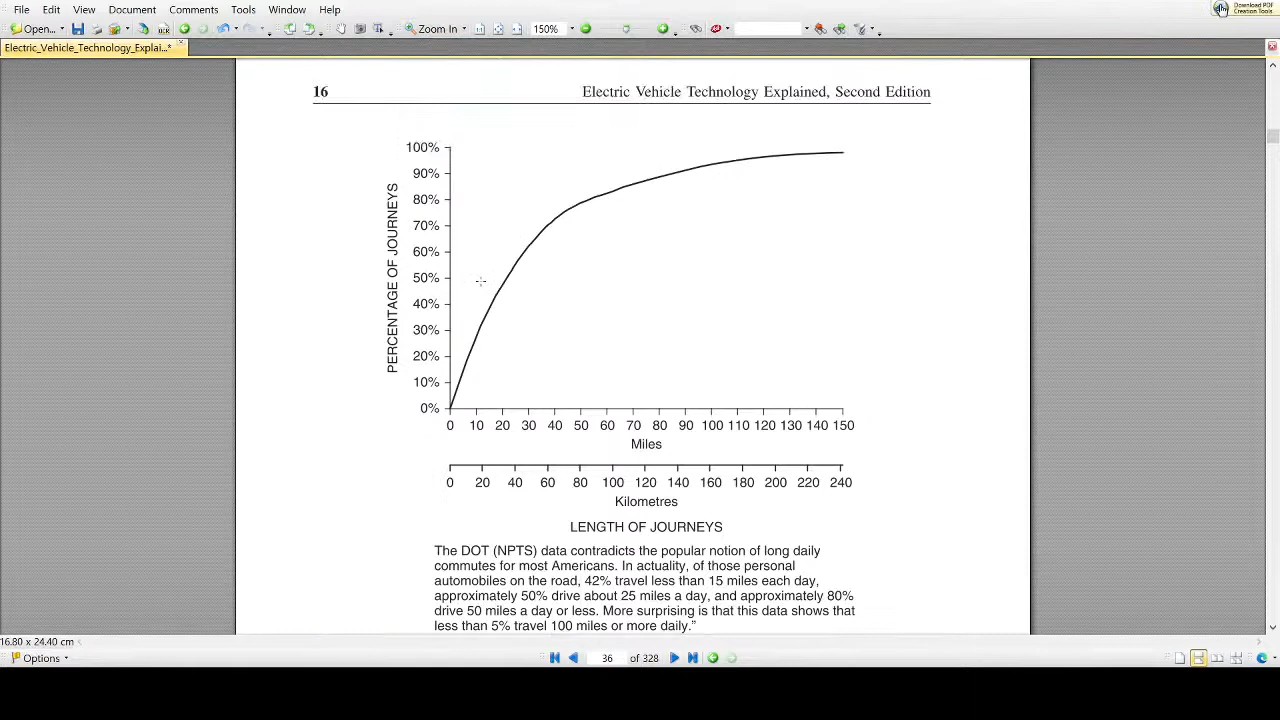 File Edit View Document Comments Tools Window Help
Download PDF
Creation Tools
Open... OCR Zoom In 150%
Electric_Vehicle_Technology_Explai...*
16 Electric Vehicle Technology Explained, Second Edition
100%
90%
80%
70%
60%
50%
40%
30%
20%
10%
0%
PERCENTAGE OF JOURNEYS
0 10 20 30 40 50 60 70 80 90 100 110 120 130 140 150
Miles
0 20 40 60 80 100 120 140 160 180 200 220 240
Kilometres
LENGTH OF JOURNEYS
The DOT (NPTS) data contradicts the popular notion of long daily
commutes for most Americans. In actuality, of those personal
automobiles on the road, 42% travel less than 15 miles each day,
approximately 50% drive about 25 miles a day, and approximately 80%
drive 50 miles a day or less. More surprising is that this data shows that
less than 5% travel 100 miles or more daily."
16.80 x 24.40 cm
Options 36 of 328